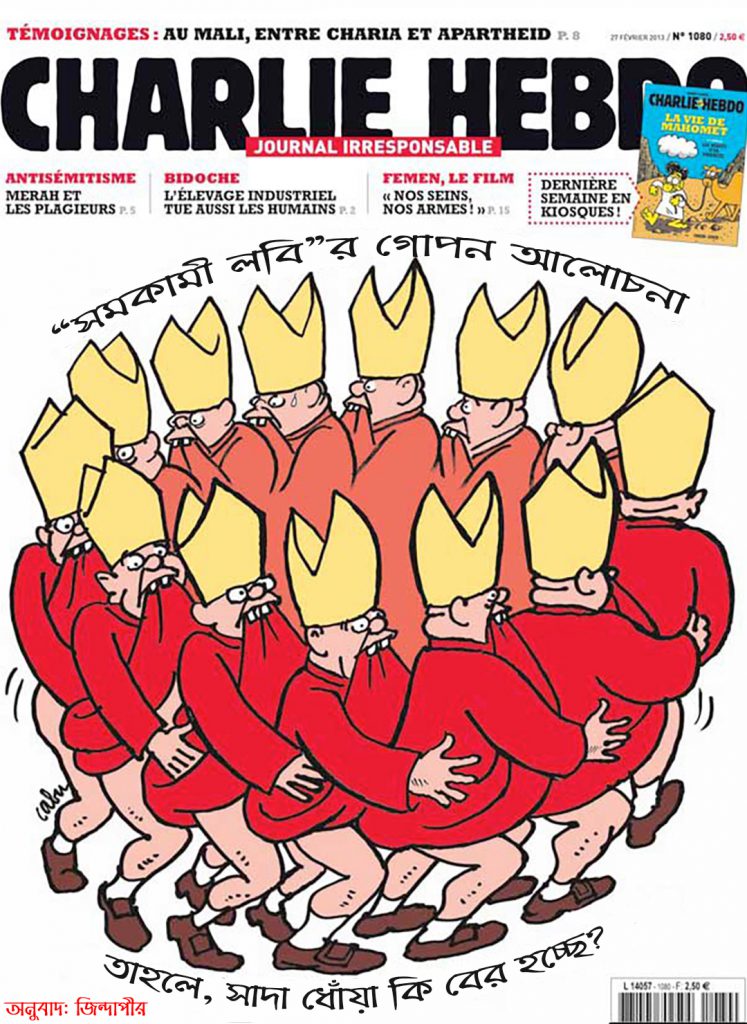 TÉMOIGNAGES : AU MALI, ENTRE CHARIA ET APARTHEID P. 8
27 FÉVRIER 2013 / N° 1080 / 2,50 €
CHARLIE HEBDO
JOURNAL IRRESPONSABLE
ANTISÉMITISME
MERAH ET
LES PLAGIEURS P. 5
BIDOCHE
L'ÉLEVAGE INDUSTRIEL
TUE AUSSI LES HUMAINS P. 2
FEMEN, LE FILM
« NOS SEINS,
NOS ARMES ! » P. 15
DERNIÈRE
SEMAINE EN
KIOSQUES !
CHARLIE HEBDO
LA VIE DE
MAHOMET
“সমকামী লবি”র গোপন আলোচনা
cabu
তাহলে, সাদা ধোঁয়া কি বের হচ্ছে?
অনুবাদ: জিন্দাপীর
L 14057 - 1080 - F: 2,50 €